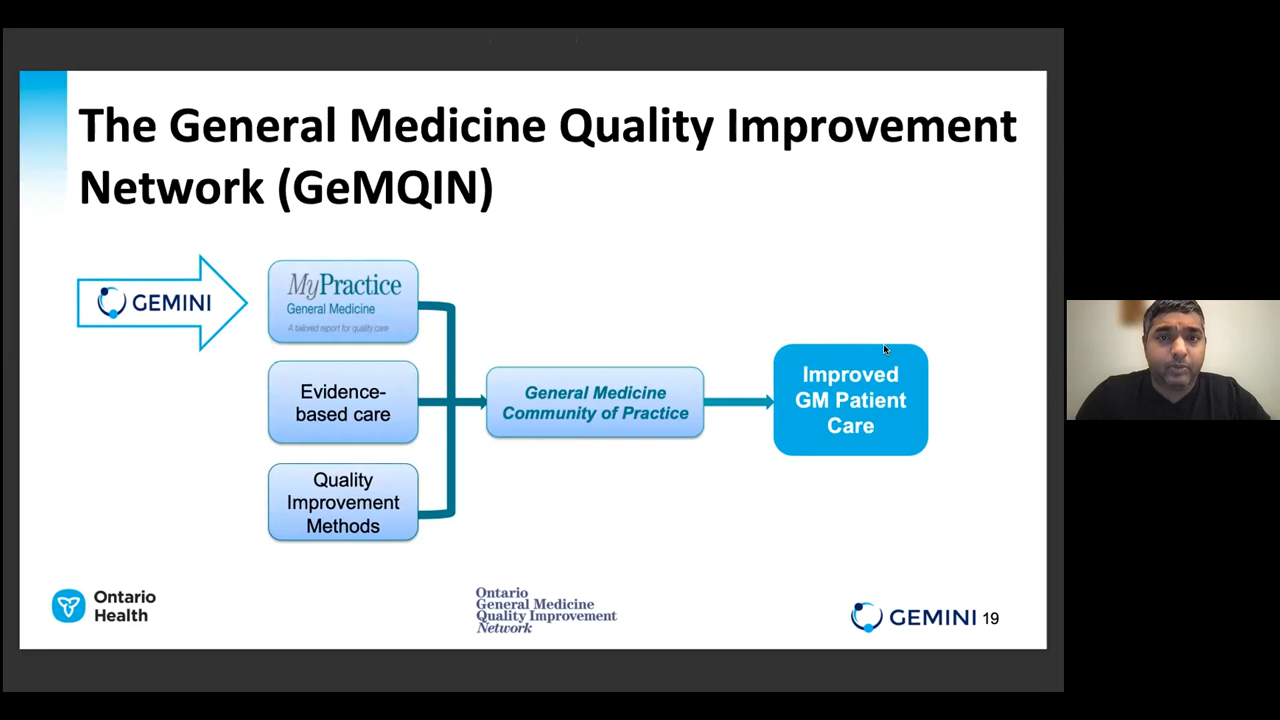 The General Medicine Quality Improvement
Network (GeMQIN)
GEMINI
MyPractice
General Medicine
A tailored report for quality care
Evidence-
based care
Quality
Improvement
Methods
General Medicine
Community of Practice
Improved
GM Patient
Care
Ontario
Health
Ontario
General Medicine
Quality Improvement
Network
GEMINI 19